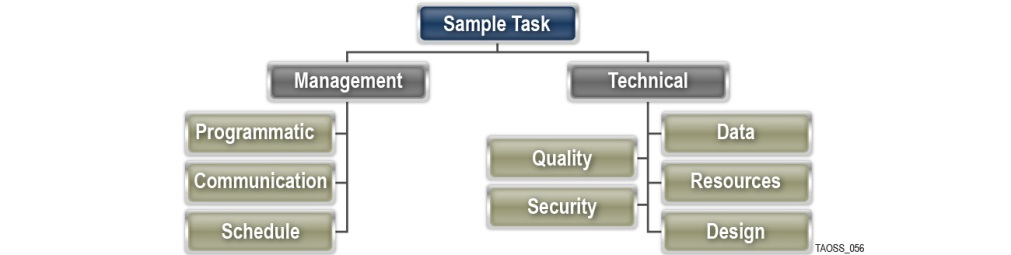 Sample Task
Management
Technical
Programmatic
Communication
Schedule
Quality
Security
Data
Resources
Design
TAOSS_056